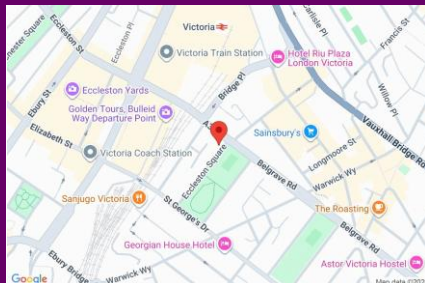 Chester Square
Eccleston St
Eccleston Pl
Victoria
Carlisle Pl
Francis St
Victoria Train Station
Hotel Riu Plaza
London Victoria
Bridge Pl
Ebury St
Eccleston Yards
Golden Tours, Bulleid
Way Departure Point
Willow Pl
Vauxhall Bridge Rd
Elizabeth St
Sainsbury's
Victoria Coach Station
Longmoore St
Eccleston Square
Belgrave Rd
Warwick Wy
Sanjugo Victoria
St George's Dr
The Roasting
Georgian House Hotel
Belgrave Rd
Ebury Bridge
Astor Victoria Hostel
Warwick Wy
Google
Map data ©202